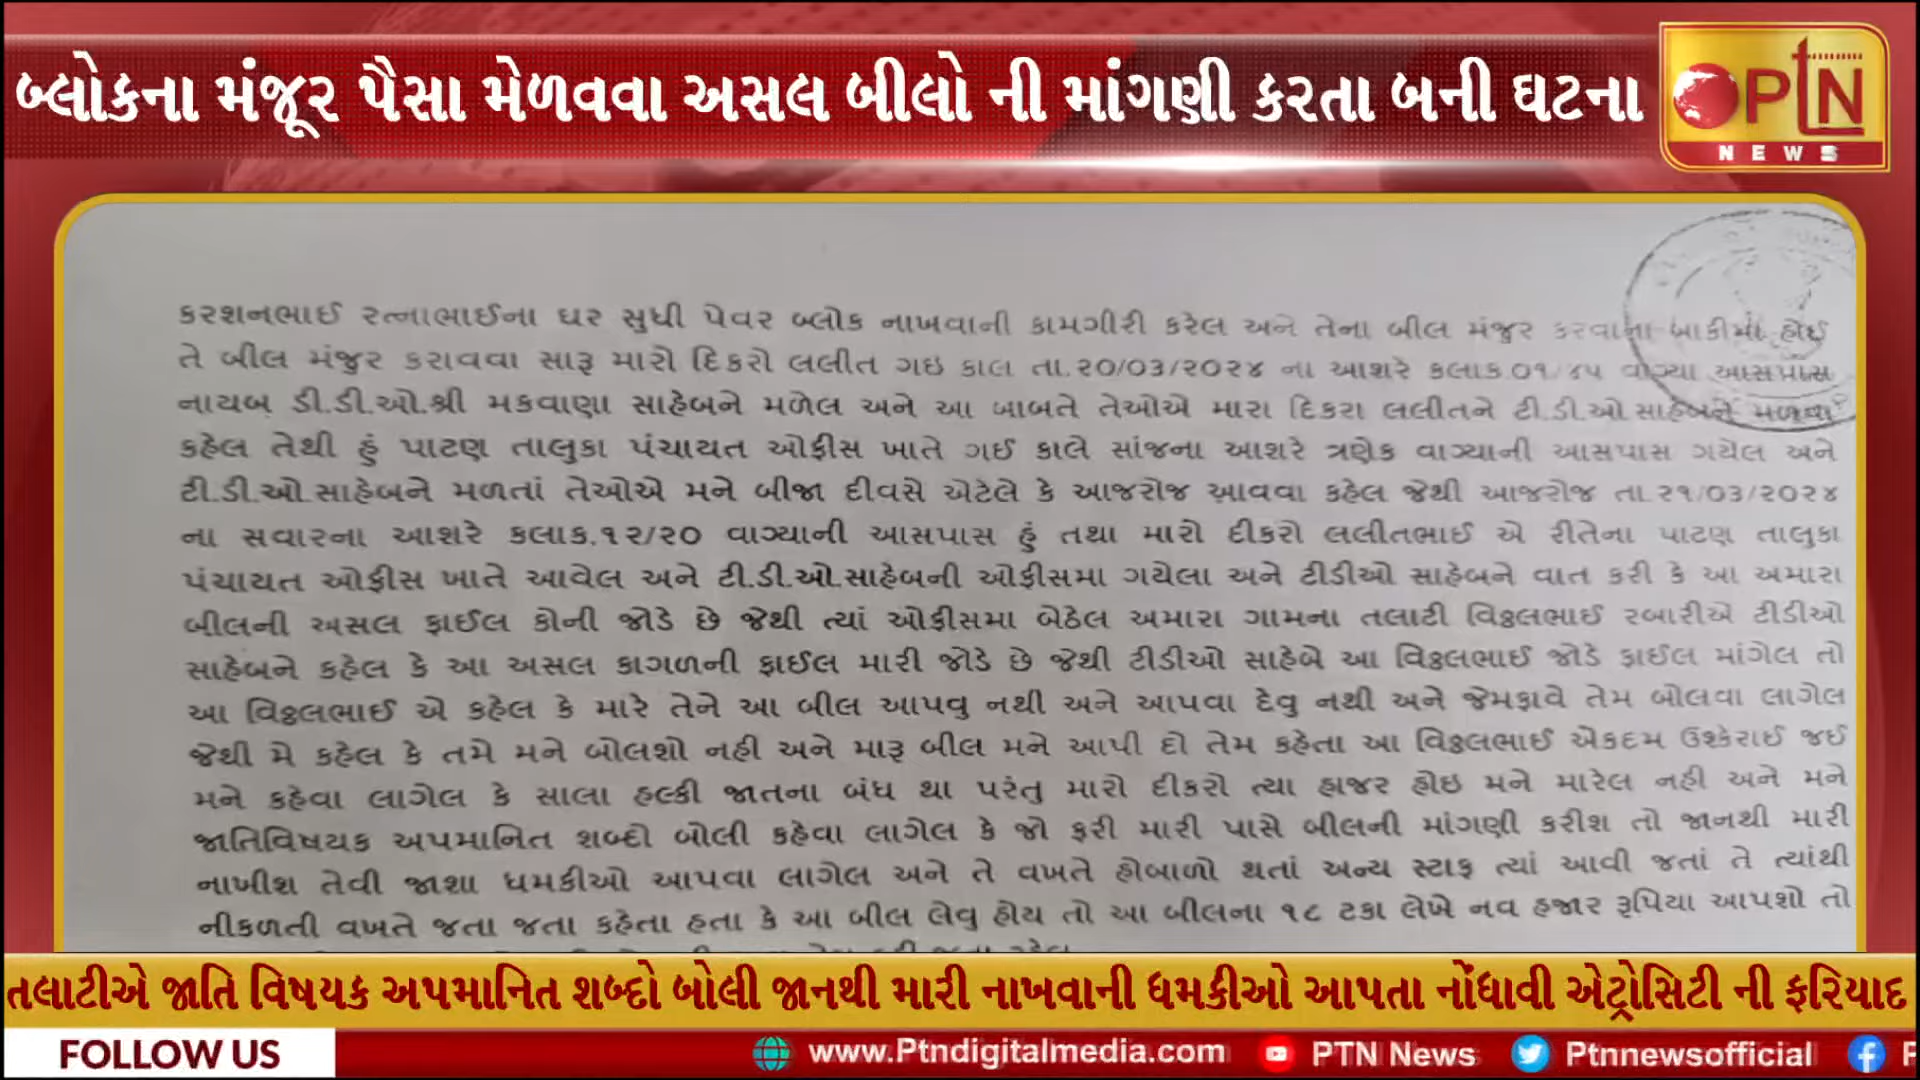 બ્લોકના મંજૂર પૈસા મેળવવા અસલ બીલો ની માંગણી કરતા બની ઘટના
PTN
NEWS
કરશનભાઈ રત્નાભાઈના ઘર સુધી પેવર બ્લોક નાખવાની કામગીરી કરેલ અને તેના બીલ મંજુર કરવાના બાકીમાં હોઈ
તે બીલ મંજુર કરાવવા સારૂ મારો દિકરો લલીત ગઇ કાલ તા.૨૦/૦૩/૨૦૨૪ ના આશરે કલાક.૦૧/૪૫ વાગ્યા આસપાસ
નાયબ ડી.ડી.ઓ.શ્રી મકવાણા સાહેબને મળેલ અને આ બાબતે તેઓએ મારા દિકરા લલીતને ટી.ડી.ઓ.સાહેબને મળવા
કહેલ તેથી હું પાટણ તાલુકા પંચાયત ઓફીસ ખાતે ગઈ કાલે સાંજના આશરે ત્રણેક વાગ્યાની આસપાસ ગયેલ અને
ટી.ડી.ઓ.સાહેબને મળતાં તેઓએ મને બીજા દીવસે એટેલે કે આજરોજ આવવા કહેલ જેથી આજરોજ તા.૨૧/૦૩/૨૦૨૪
ના સવારના આશરે કલાક.૧૨/૨૦ વાગ્યાની આસપાસ હું તથા મારો દીકરો લલીતભાઈ એ રીતેના પાટણ તાલુકા
પંચાયત ઓફીસ ખાતે આવેલ અને ટી.ડી.ઓ.સાહેબની ઓફીસમા ગયેલા અને ટીડીઓ સાહેબને વાત કરી કે આ અમારા
બીલની અસલ ફાઈલ કોની જોડે છે જેથી ત્યાં ઓફીસમા બેઠેલ અમારા ગામના તલાટી વિઠ્ઠલભાઈ રબારીએ ટીડીઓ
સાહેબને કહેલ કે આ અસલ કાગળની ફાઈલ મારી જોડે છે જેથી ટીડીઓ સાહેબે આ વિઠ્ઠલભાઈ જોડે ફાઈલ માંગેલ તો
આ વિઠ્ઠલભાઈ એ કહેલ કે મારે તેને આ બીલ આપવુ નથી અને આપવા દેવુ નથી અને જેમફાવે તેમ બોલવા લાગેલ
જેથી મે કહેલ કે તમે મને બોલશો નહી અને મારૂ બીલ મને આપી દો તેમ કહેતા આ વિઠ્ઠલભાઈ એકદમ ઉશ્કેરાઈ જઈ
મને કહેવા લાગેલ કે સાલા હલ્કી જાતના બંધ થા પરંતુ મારો દીકરો ત્યા હાજર હોઇ મને મારેલ નહી અને મને
જાતિવિષયક અપમાનિત શબ્દો બોલી કહેવા લાગેલ કે જો ફરી મારી પાસે બીલની માંગણી કરીશ તો જાનથી મારી
નાખીશ તેવી જાશા ધમકીઓ આપવા લાગેલ અને તે વખતે હોબાળો થતાં અન્ય સ્ટાફ ત્યાં આવી જતાં તે ત્યાંથી
નીકળતી વખતે જતા જતા કહેતા હતા કે આ બીલ લેવુ હોય તો આ બીલના ૧૮ ટકા લેખે નવ હજાર રૂપિયા આપશો તો
તલાટીએ જાતિ વિષયક અપમાનિત શબ્દો બોલી જાનથી મારી નાખવાની ધમકીઓ આપતા નોંધાવી એટ્રોસિટી ની ફરિયાદ
FOLLOW US www.Ptndigitalmedia.com PTN News Ptnnewsofficial